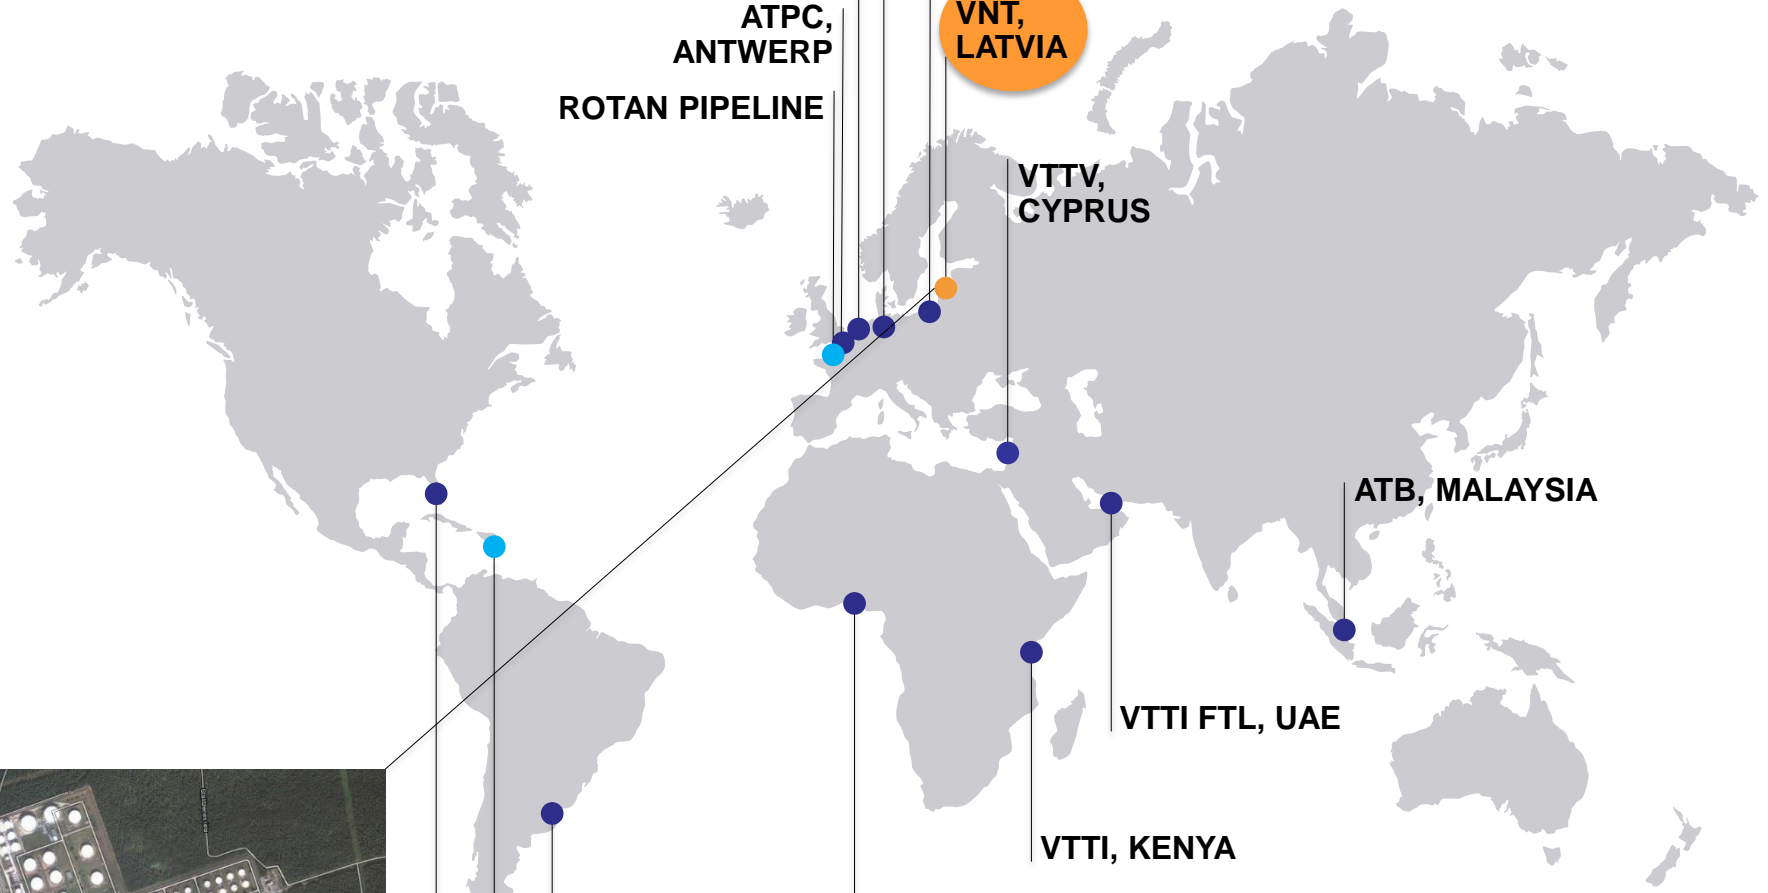 ATPC,
ANTWERP
VNT,
LATVIA
ROTAN PIPELINE
VTTV,
CYPRUS
ATB, MALAYSIA
VTTI FTL, UAE
VTTI, KENYA